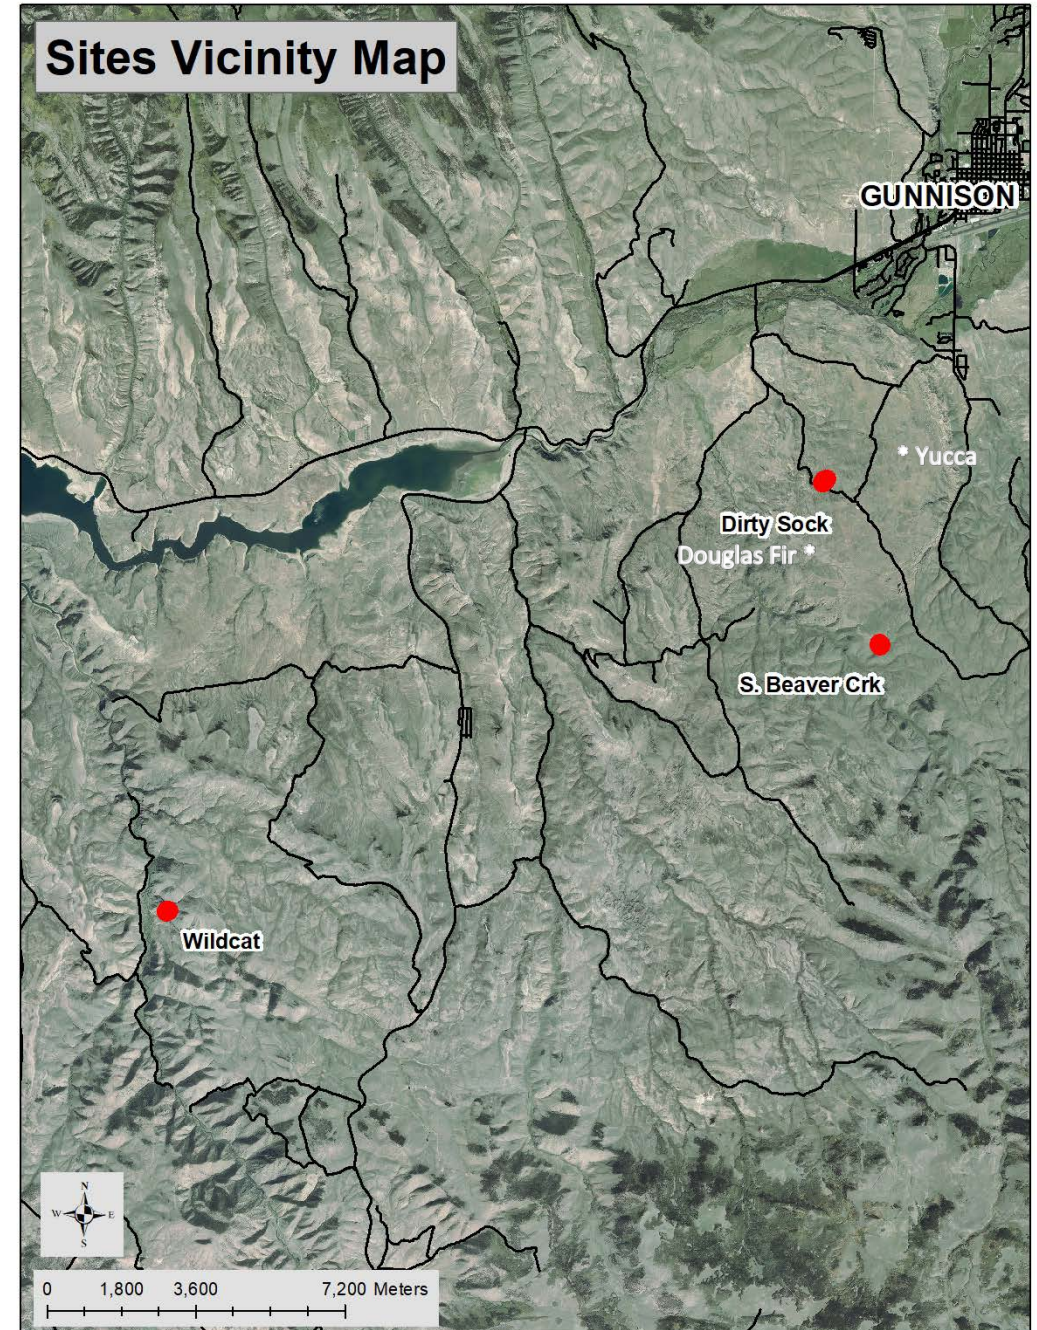 Sites Vicinity Map
GUNNISON
* Yucca
Dirty Sock
Douglas Fir *
S. Beaver Crk
Wildcat
N
W E
S
0 1,800 3,600 7,200 Meters